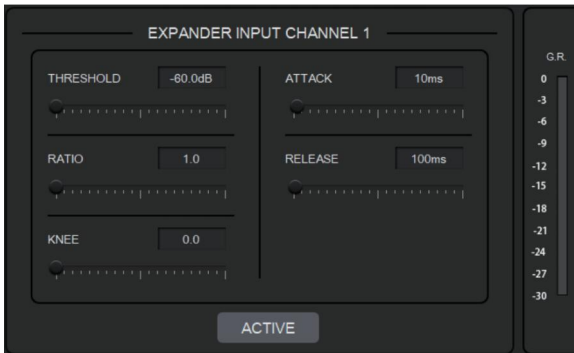 EXPANDER INPUT CHANNEL 1
THRESHOLD -60.0dB
RATIO 1.0
KNEE 0.0
ATTACK 10ms
RELEASE 100ms
ACTIVE
G.R.
0
-3
-6
-9
-12
-15
-18
-21
-24
-27
-30